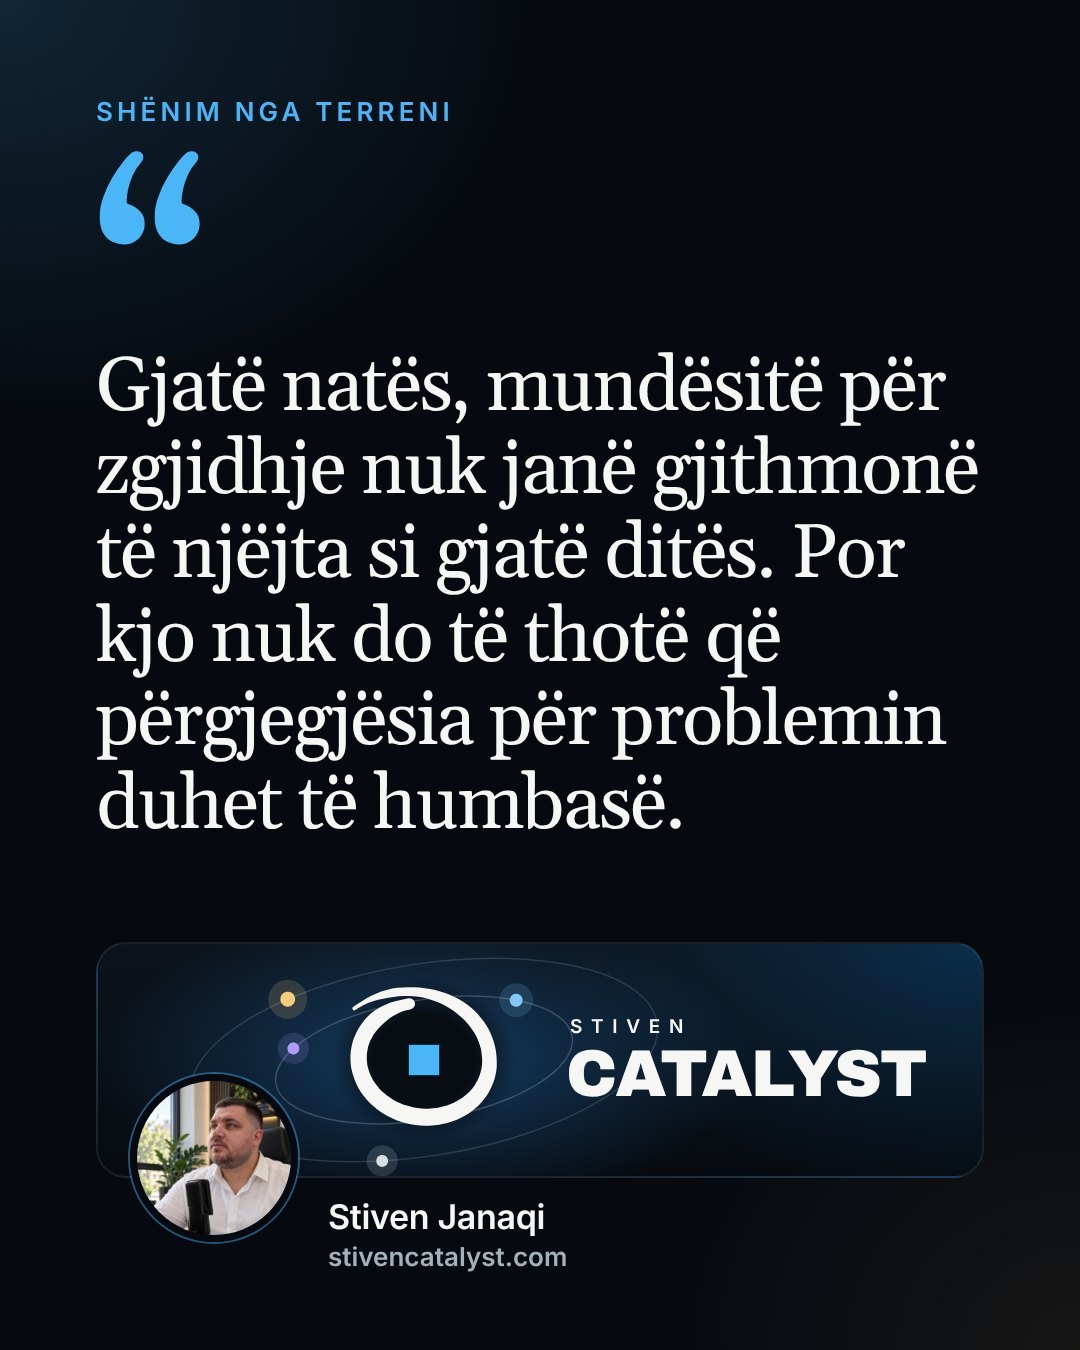 SHËNIM NGA TERRENI
“
Gjatë natës, mundësitë për
zgjidhje nuk janë gjithmonë
të njëjta si gjatë ditës. Por
kjo nuk do të thotë që
përgjegjësia për problemin
duhet të humbasë.
STIVEN
CATALYST
Stiven Janaqi
stivencatalyst.com